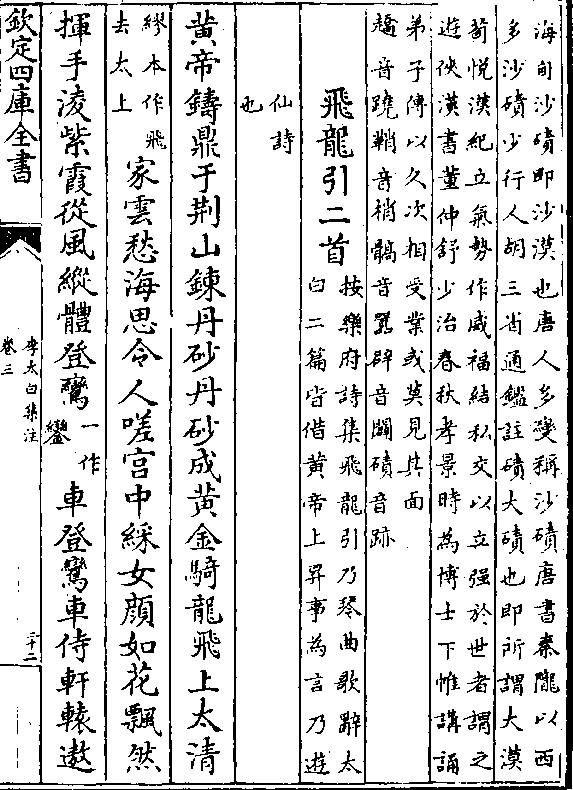 海旬沙磧即沙漠也唐人多變稱沙磧唐書秦隴以西
多沙磧少行人胡三省通鑑註磧大磧也即所謂大漠
荀悅漢紀立氣勢作威福結私交以立强於世者謂之
遊俠漢書董仲舒少治春秋孝景時為博士下帷講誦
弟子傳以久次相受業或莫見其面
趫音蹺鞘音梢髇音嚣辟音闢磧音跡
飛龍引二首
按樂府詩集飛龍引乃琴曲歌辭太
白二篇皆借黄帝上昇事為言乃遊
仙詩
也
黄帝鑄鼎于荆山鍊丹砂丹砂成黄金騎龍飛上太清
繆本作飛
去太上
家雲愁海思令人嗟宫中綵女顔如花飄然
揮手淩紫霞從風縱體登鸞
一作
鑾
車登鸞車侍軒轅遨
欽定四庫全書
李太白集注
卷三
三十二